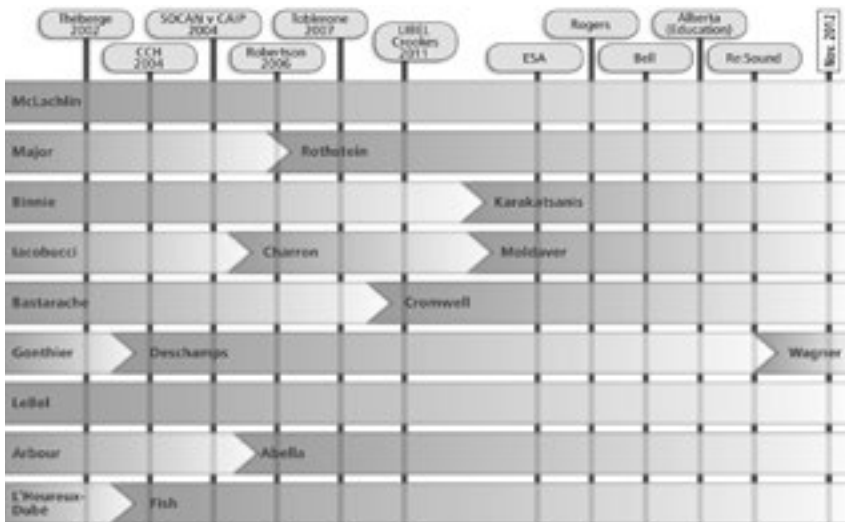 Théberge
2002
CCH
2004
SOCAN v CAIP
2004
Robertson
2006
Toblerone
2007
LIBEL
Crookes
2011
ESA
Rogers
Bell
Alberta
(Education)
Re:Sound
Nov. 2012
McLachlin
Major
Rothstein
Binnie
Karakatsanis
Iacobucci
Charron
Moldaver
Bastarache
Cromwell
Gonthier
Deschamps
Wagner
LeBel
Arbour
Abella
L'Heureux-
Dubé
Fish